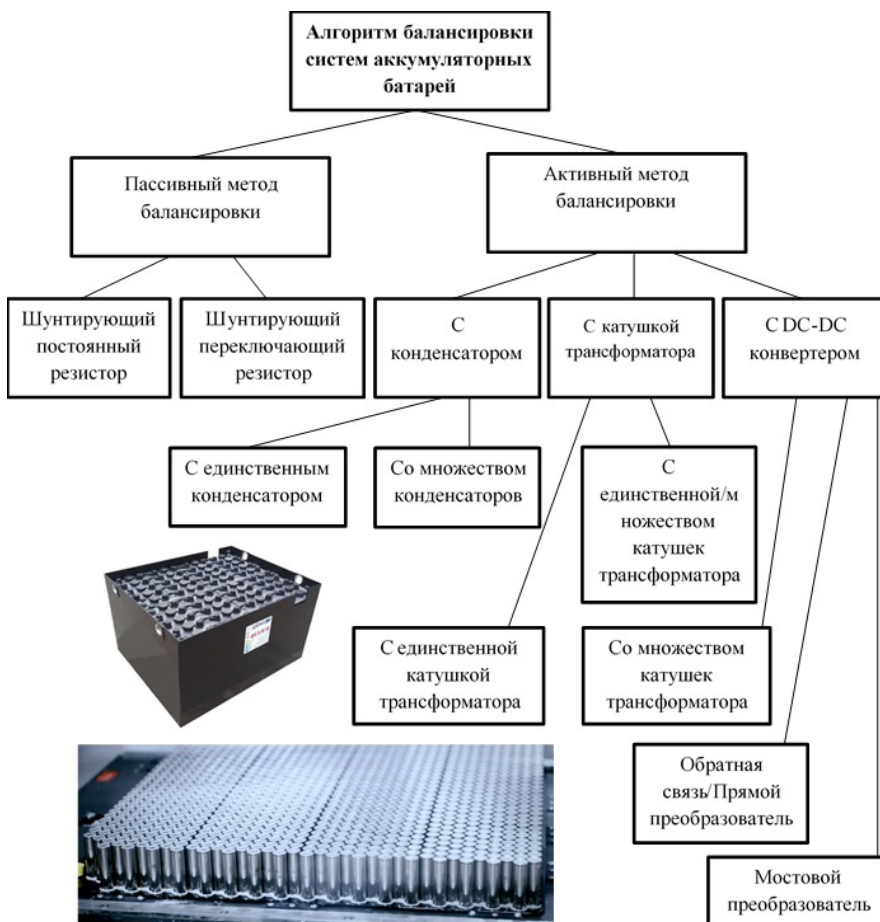 Алгоритм балансировки
систем аккумуляторных
батарей
Пассивный метод
балансировки
Активный метод
балансировки
Шунтирующий
постоянный
резистор
Шунтирующий
переключающий
резистор
С
конденсатором
С катушкой
трансформатора
С DC-DC
конвертером
С единственным
конденсатором
Со множеством
конденсаторов
С
единственной/м
ножеством
катушек
трансформатора
С единственной
катушкой
трансформатора
Со множеством
катушек
трансформатора
Обратная
связь/Прямой
преобразователь
Мостовой
преобразователь